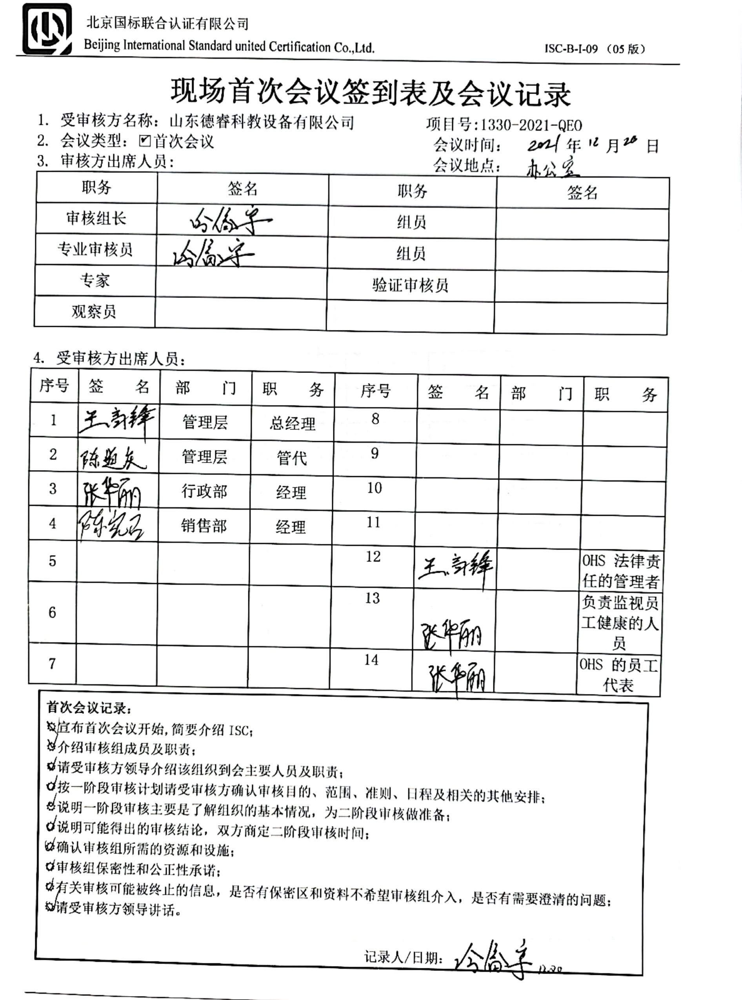 北京国标联合认证有限公司
Beijing International Standard united Certification Co.,Ltd.
ISC-B-I-09（05版）
现场首次会议签到表及会议记录
1. 受审核方名称：山东德睿科教设备有限公司 项目号:1330-2021-QEO
2. 会议类型：☑首次会议 会议时间： 2021年12月20日
3. 审核方出席人员： 会议地点： 办公室
职务 签名 职务 签名
审核组长 组员
专业审核员 组员
专家 验证审核员
观察员
4. 受审核方出席人员：
序号 签 名 部 门 职 务 序号 签 名 部 门 职 务
1 管理层 总经理 8
2 管理层 管代 9
3 张华丽 行政部 经理 10
4 销售部 经理 11
5 12 OHS 法律责
任的管理者
6 13 张华丽 负责监视员
工健康的人
员
7 14 张华丽 OHS 的员工
代表
首次会议记录：
宣布首次会议开始,简要介绍 ISC；
介绍审核组成员及职责；
请受审核方领导介绍该组织到会主要人员及职责；
按一阶段审核计划请受审核方确认审核目的、范围、准则、日程及相关的其他安排；
说明一阶段审核主要是了解组织的基本情况，为二阶段审核做准备；
说明可能得出的审核结论，双方商定二阶段审核时间；
确认审核组所需的资源和设施；
审核组保密性和公正性承诺；
有关审核可能被终止的信息，是否有保密区和资料不希望审核组介入，是否有需要澄清的问题；
请受审核方领导讲话。
记录人/日期： 12.20